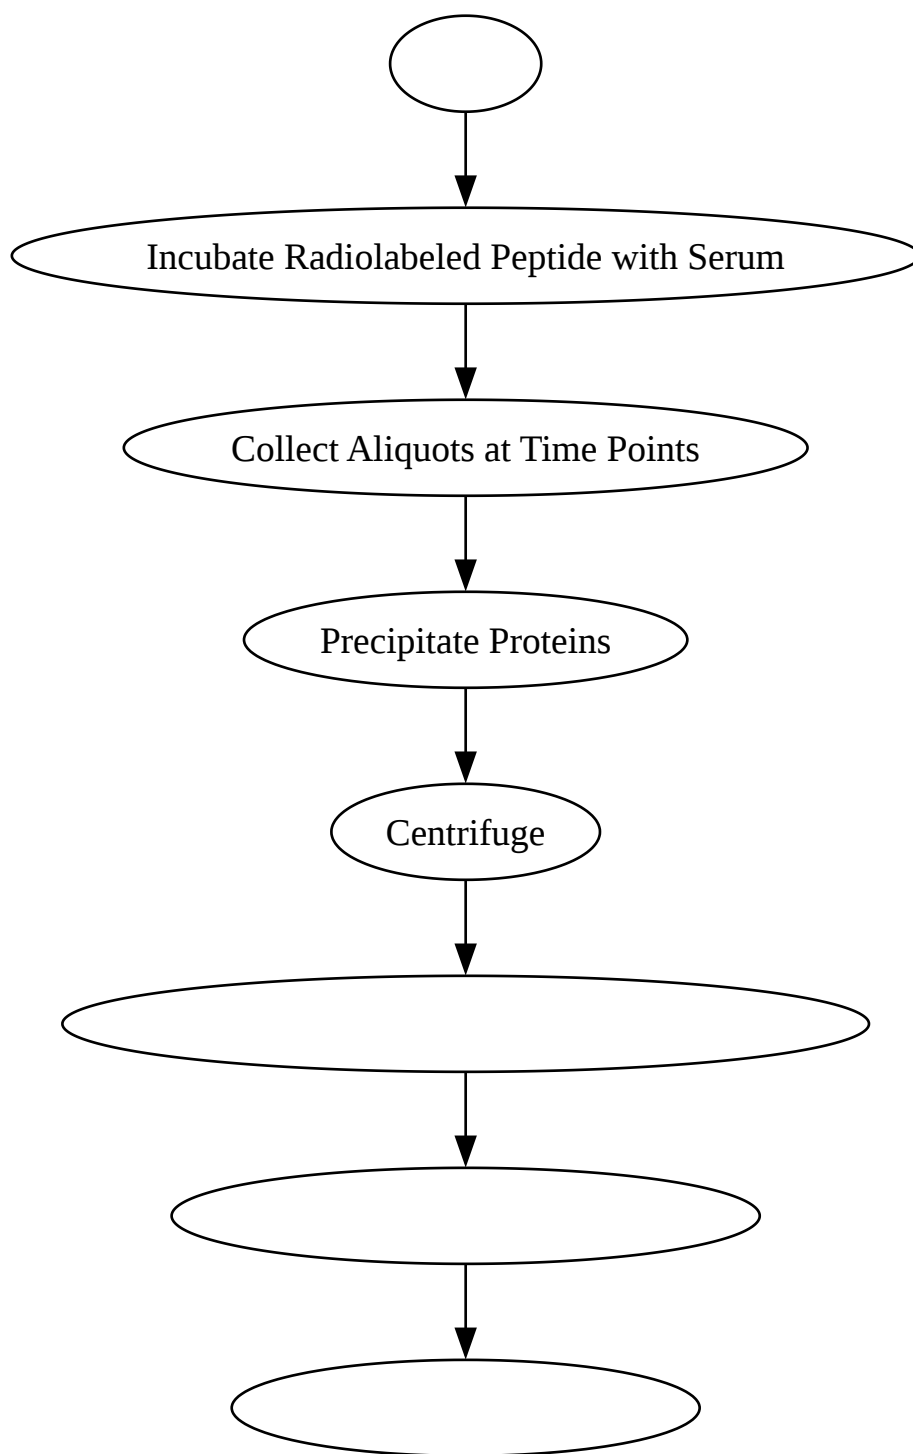 Incubate Radiolabeled Peptide with Serum
Collect Aliquots at Time Points
Precipitate Proteins
Centrifuge